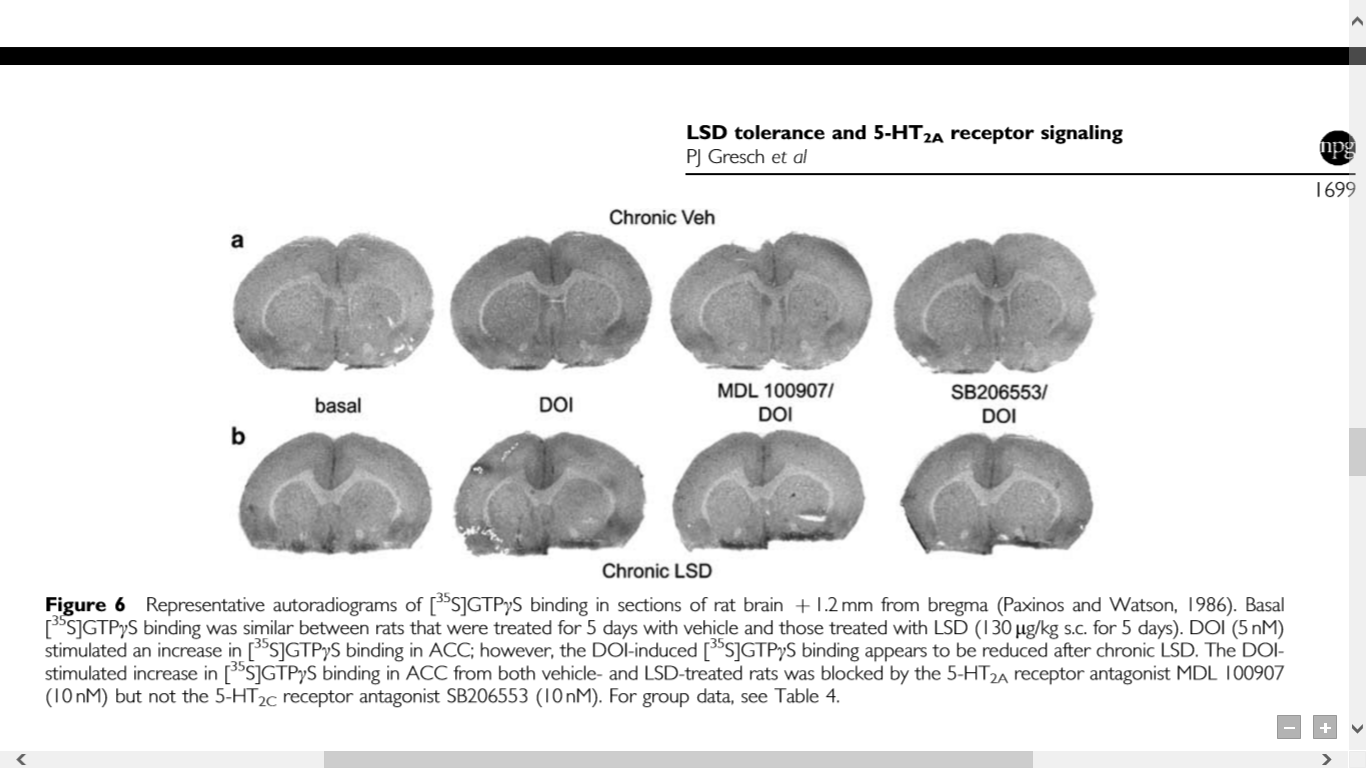 LSD tolerance and 5-HT2A receptor signaling
PJ Gresch et al
npg
1699
Chronic Veh
a
basal
DOI
MDL 100907/
DOI
SB206553/
DOI
b
Chronic LSD
Figure 6 Representative autoradiograms of [35S]GTPγS binding in sections of rat brain +1.2 mm from bregma (Paxinos and Watson, 1986). Basal
[35S]GTPγS binding was similar between rats that were treated for 5 days with vehicle and those treated with LSD (130 μg/kg s.c. for 5 days). DOI (5 nM)
stimulated an increase in [35S]GTPγS binding in ACC; however, the DOI-induced [35S]GTPγS binding appears to be reduced after chronic LSD. The DOI-
stimulated increase in [35S]GTPγS binding in ACC from both vehicle- and LSD-treated rats was blocked by the 5-HT2A receptor antagonist MDL 100907
(10 nM) but not the 5-HT2C receptor antagonist SB206553 (10 nM). For group data, see Table 4.